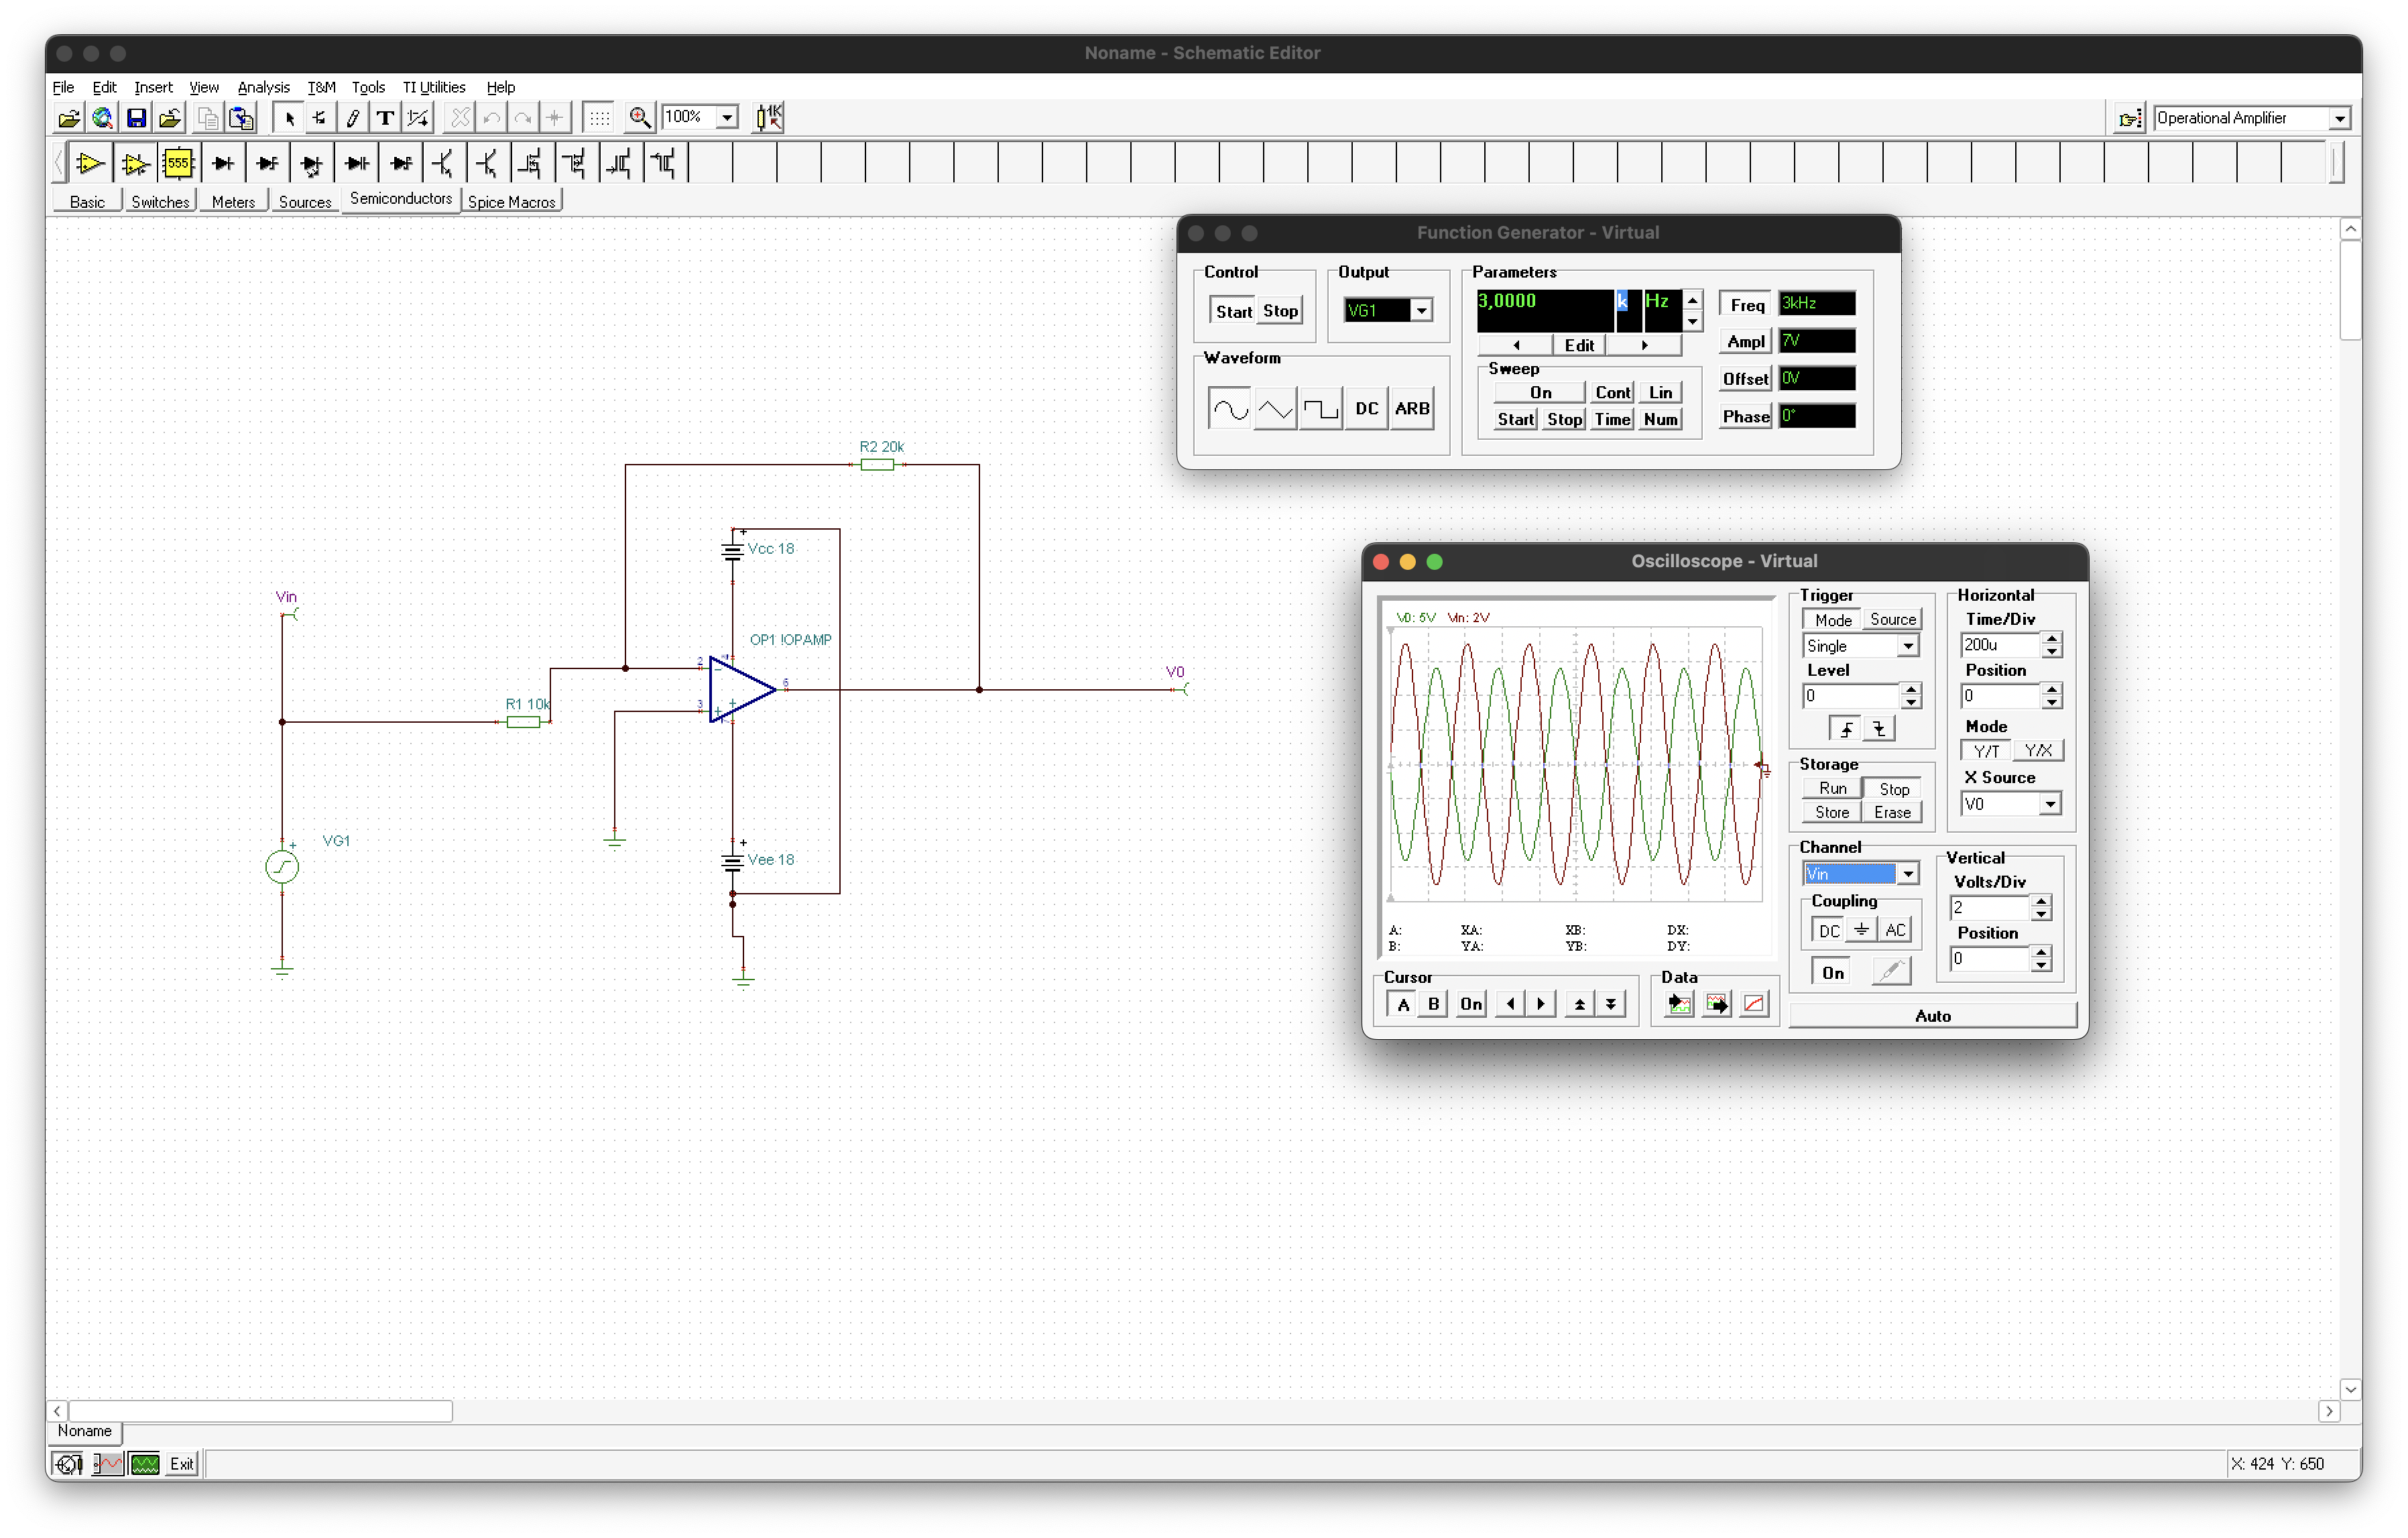 Noname - Schematic Editor
File Edit Insert View Analysis T&M Tools TI Utilities Help
100% 1K Operational Amplifier
555
Basic Switches Meters Sources Semiconductors Spice Macros
Function Generator - Virtual
Control Output Parameters
Start Stop VG1 3,0000 k Hz Freq 3kHz
Edit Ampl 7V
Waveform Sweep
On Cont Lin Offset 0V
DC ARB Start Stop Time Num Phase 0°
R2 20k
Vcc 18
Vin
OP1 !OPAMP
2
6
3
V0
R1 10k
VG1
Vee 18
Oscilloscope - Virtual
V0: 5V Vin: 2V
A: XA: XB: DX:
B: YA: YB: DY:
Cursor
A B On
Data
Trigger
Mode Source
Single
Level
0
Storage
Run Stop
Store Erase
Horizontal
Time/Div
200u
Position
0
Mode
Y/T Y/X
X Source
V0
Channel
Vin
Coupling
DC AC
On
Vertical
Volts/Div
2
Position
0
Auto
Noname
Exit
X: 424 Y: 650